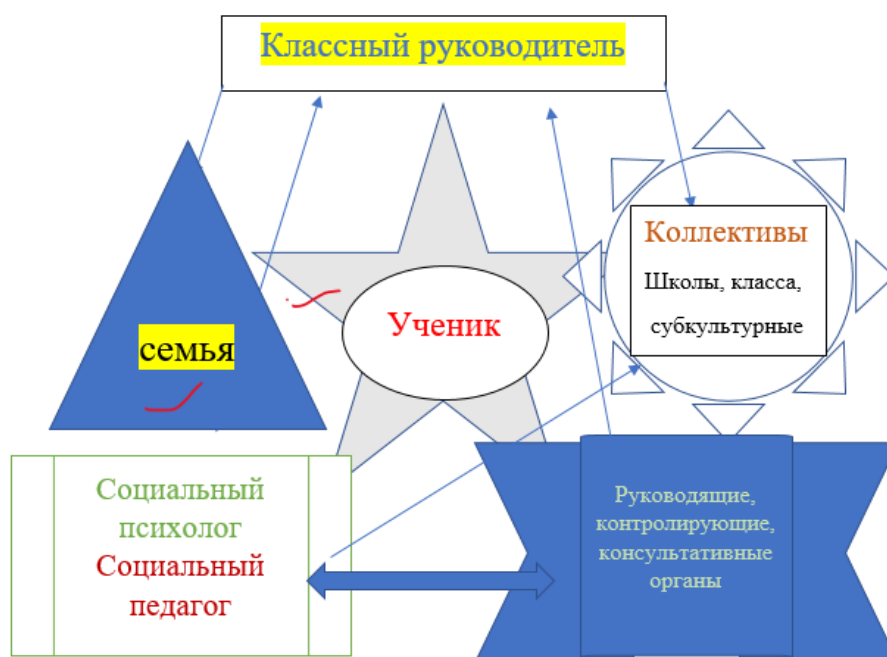 Классный руководитель
Коллективы
Школы, класса,
субкультурные
Ученик
семья
Социальный
психолог
Социальный
педагог
Руководящие,
контролирующие,
консультативные
органы